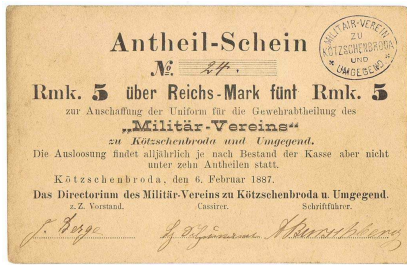 Antheil-Schein
MILITAIR-VEREIN
ZU
KÖTZSCHENBRODA
UND
UMGEGEND
№ 24.
Rmk. 5 über Reichs-Mark fünf Rmk. 5
zur Anschaffung der Uniform für die Gewehrabtheilung des
„Militär-Vereins“
zu Kötzschenbroda und Umgegend.
Die Ausloosung findet alljährlich je nach Bestand der Kasse aber nicht
unter zehn Antheilen statt.
Kötzschenbroda, den 6. Februar 1887.
Das Directorium des Militär-Vereins zu Kötzschenbroda u. Umgegend.
z. Z. Vorstand. Cassirer. Schriftführer.
J. Berge